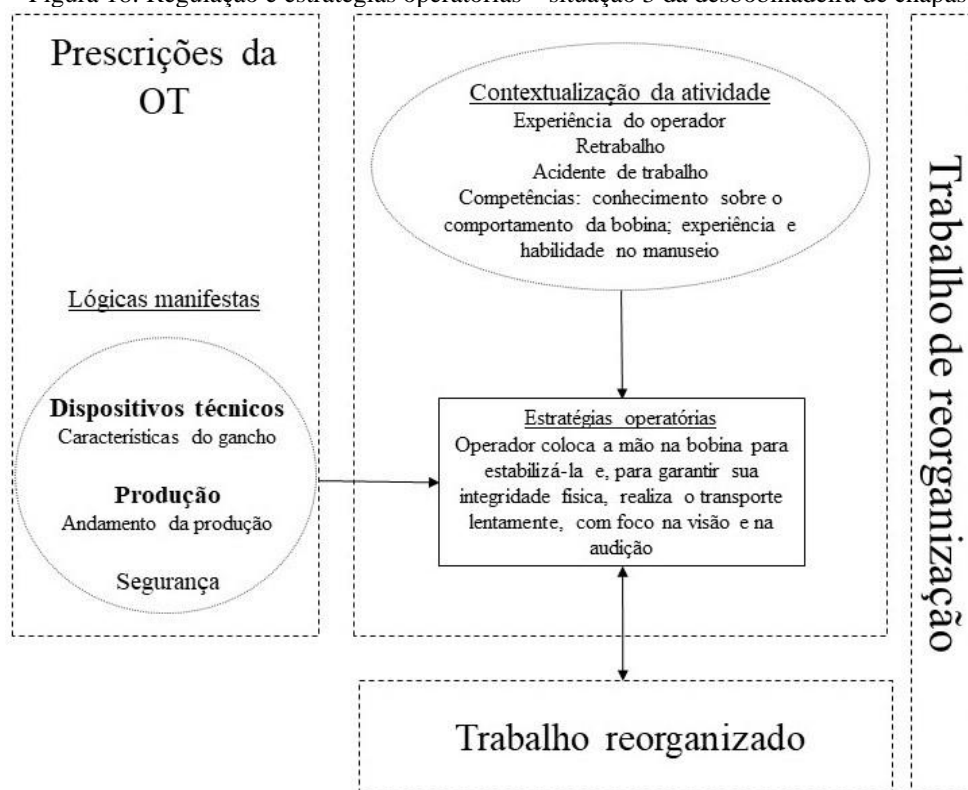 Figura 18: Regulação e estratégias operatórias – situação 3 da desbobinadeira de chapas
Prescrições da
OT
Lógicas manifestas
Dispositivos técnicos
Características do gancho
Produção
Andamento da produção
Segurança
Contextualização da atividade
Experiência do operador
Retrabalho
Acidente de trabalho
Competências: conhecimento sobre o
comportamento da bobina; experiência e
habilidade no manuseio
Estratégias operatórias
Operador coloca a mão na bobina para
estabilizá-la e, para garantir sua
integridade física, realiza o transporte
lentamente, com foco na visão e na
audição
Trabalho reorganizado
Trabalho de reorganização